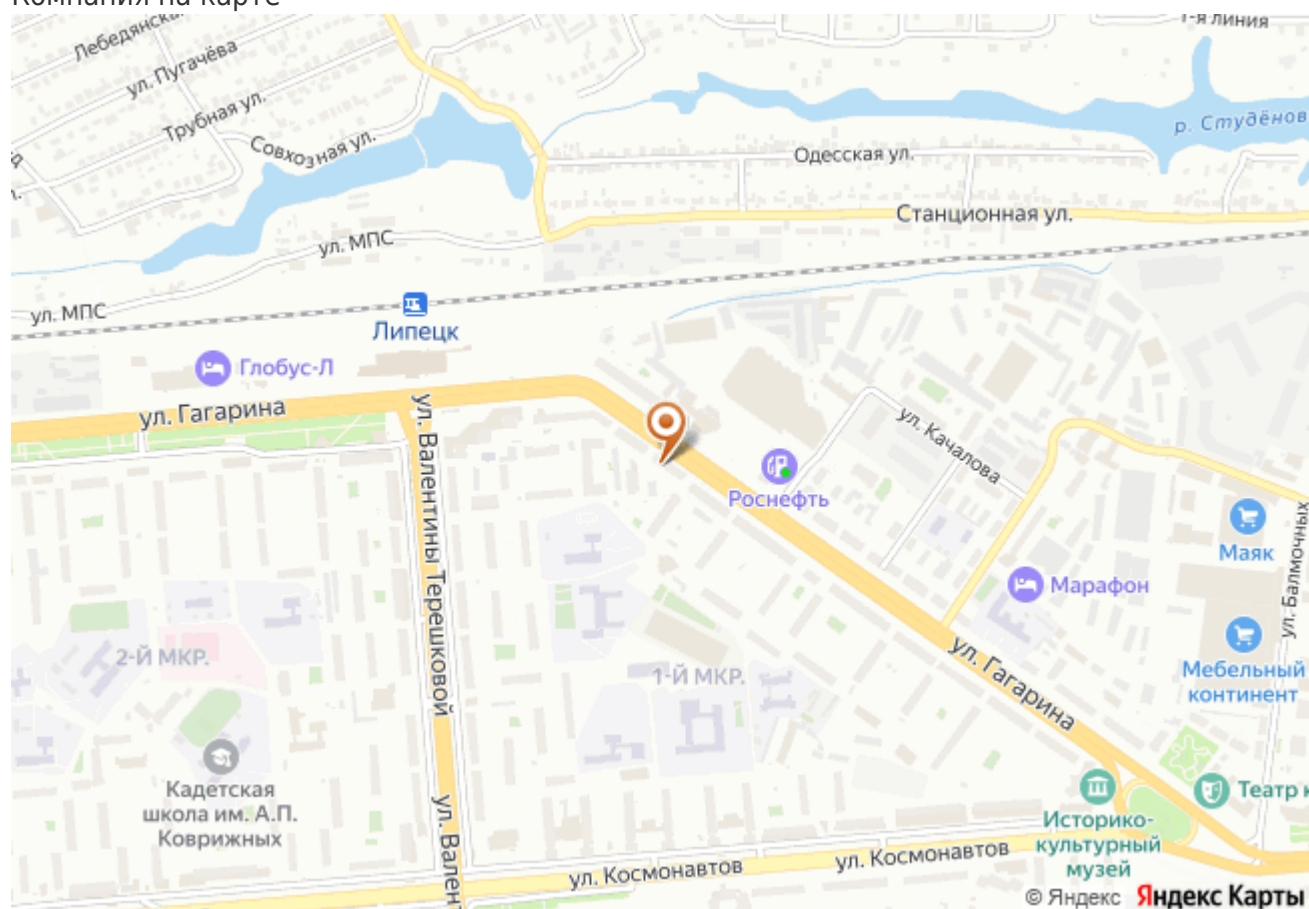 Компания на карте
Лебедянская
1-я линия
ул. Пугачёва
Трубная ул.
Совхозная ул.
р. Студёнов
Одесская ул.
Станционная ул.
ул. МПС
ул. МПС
Липецк
Глобус-Л
ул. Гагарина
ул. Валентины Терешковой
ул. Качалова
Роснефть
Маяк
Марафон
ул. Балмочных
ул. Гагарина
2-Й МКР.
1-Й МКР.
Мебельный
континент
Кадетская
школа им. А.П.
Коврижных
ул. Вален
Театр к
Историко-
культурный
музей
ул. Космонавтов
ул. Космонавтов
© Яндекс Яндекс Карты